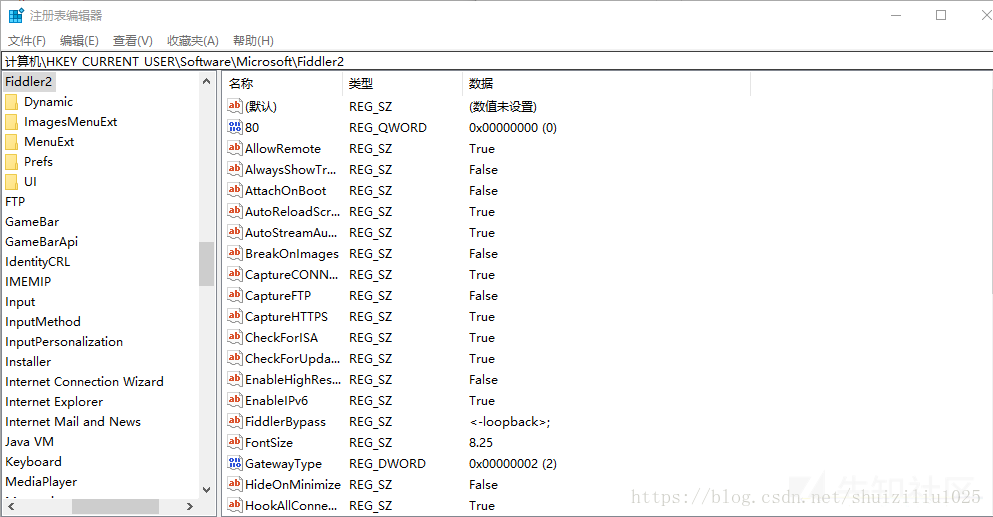 注册表编辑器
文件(F) 编辑(E) 查看(V) 收藏夹(A) 帮助(H)
计算机\HKEY_CURRENT_USER\Software\Microsoft\Fiddler2
Fiddler2
Dynamic
ImagesMenuExt
MenuExt
Prefs
UI
FTP
GameBar
GameBarApi
IdentityCRL
IMEMIP
Input
InputMethod
InputPersonalization
Installer
Internet Connection Wizard
Internet Explorer
Internet Mail and News
Java VM
Keyboard
MediaPlayer
名称 类型 数据
(默认) REG_SZ (数值未设置)
80 REG_QWORD 0x00000000 (0)
AllowRemote REG_SZ True
AlwaysShowTr... REG_SZ False
AttachOnBoot REG_SZ False
AutoReloadScr... REG_SZ True
AutoStreamAu... REG_SZ True
BreakOnImages REG_SZ False
CaptureCONN... REG_SZ True
CaptureFTP REG_SZ False
CaptureHTTPS REG_SZ True
CheckForISA REG_SZ True
CheckForUpda... REG_SZ True
EnableHighRes... REG_SZ False
EnableIPv6 REG_SZ True
FiddlerBypass REG_SZ <-loopback>;
FontSize REG_SZ 8.25
GatewayType REG_DWORD 0x00000002 (2)
HideOnMinimize REG_SZ False
HookAllConne... REG_SZ True
先知社区
https://blog.csdn.net/shuiziliu1025